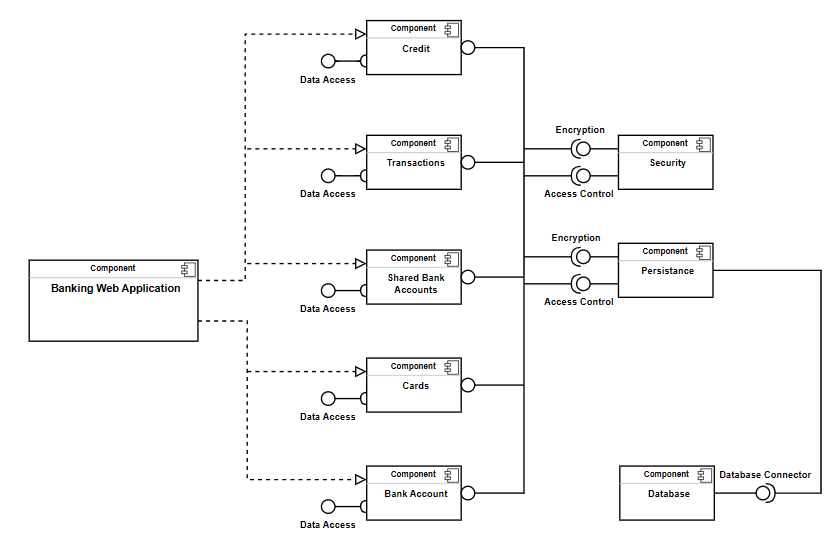 Component
Credit
Data Access
Component
Transactions
Data Access
Encryption
Component
Security
Access Control
Component
Banking Web Application
Component
Shared Bank
Accounts
Data Access
Encryption
Component
Persistance
Access Control
Component
Cards
Data Access
Component
Bank Account
Data Access
Component
Database
Database Connector